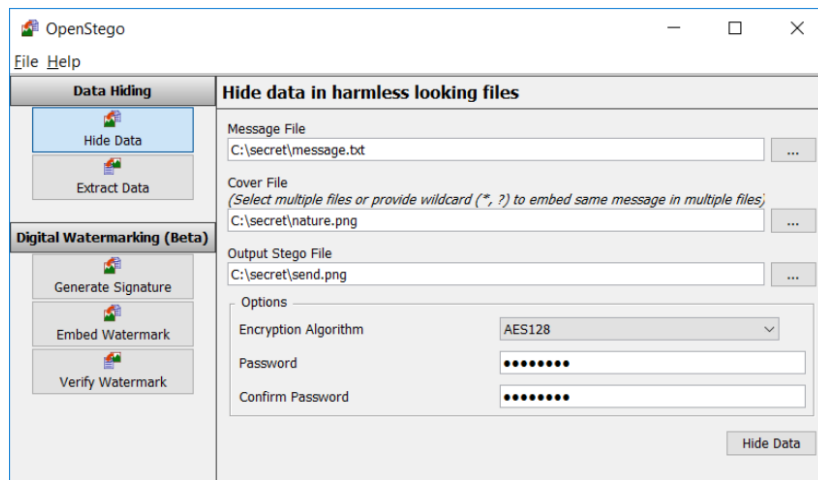 OpenStego
File Help
Data Hiding
Hide Data
Extract Data
Digital Watermarking (Beta)
Generate Signature
Embed Watermark
Verify Watermark
Hide data in harmless looking files
Message File
C:\secret\message.txt
...
Cover File
(Select multiple files or provide wildcard (*, ?) to embed same message in multiple files)
C:\secret\nature.png
...
Output Stego File
C:\secret\send.png
...
Options
Encryption Algorithm
AES128
Password
●●●●●●●●
Confirm Password
●●●●●●●●
Hide Data